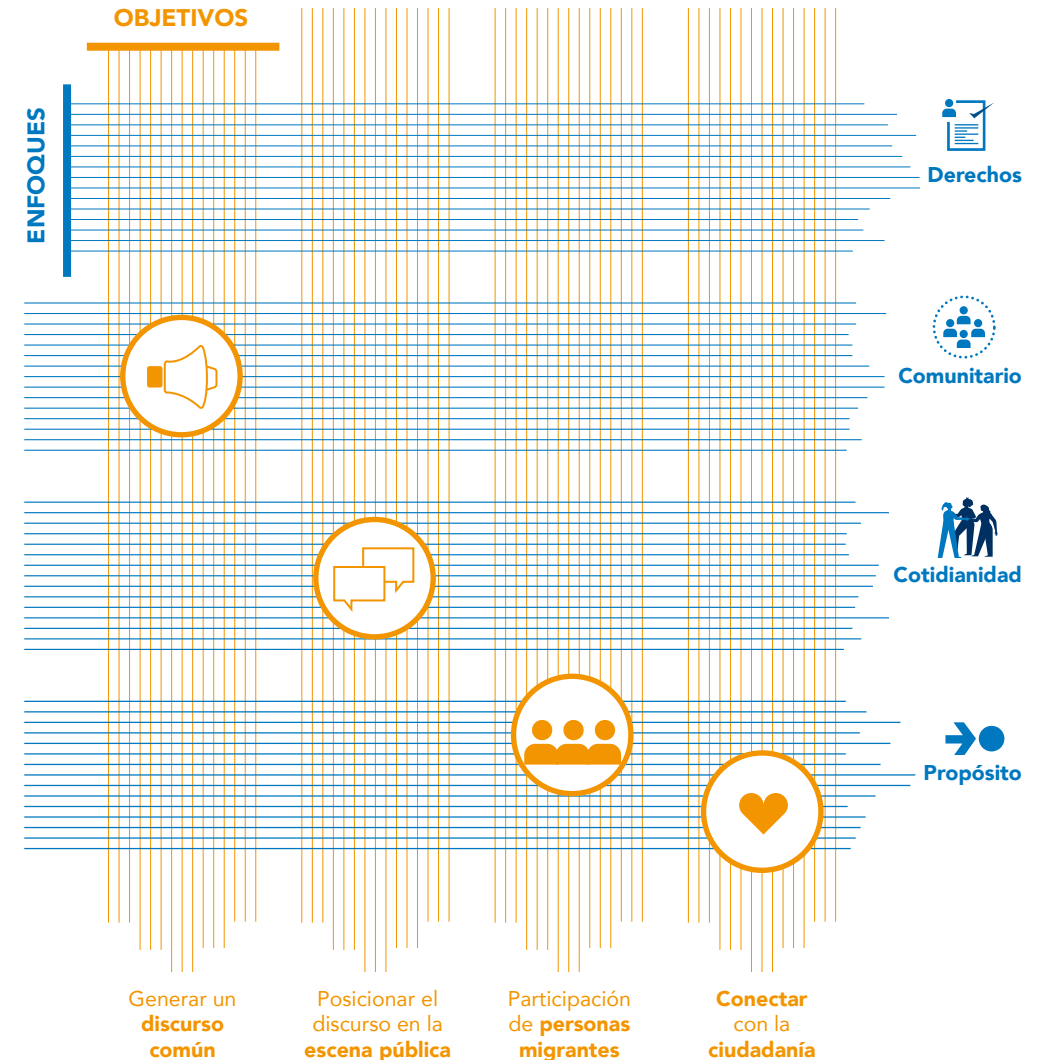 OBJETIVOS
ENFOQUES
Derechos
Comunitario
Cotidianidad
Propósito
Generar un
discurso
común
Posicionar el
discurso en la
escena pública
Participación
de personas
migrantes
Conectar
con la
ciudadanía